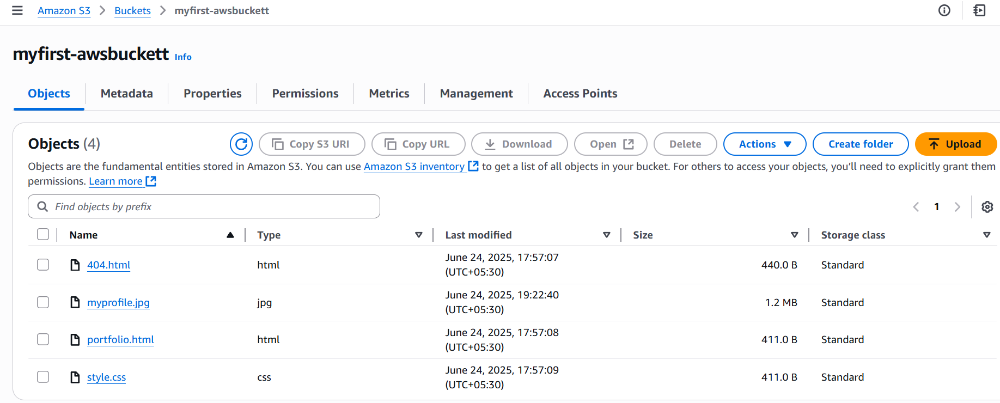 Amazon S3 > Buckets > myfirst-awsbuckett
myfirst-awsbuckett Info
Objects Metadata Properties Permissions Metrics Management Access Points
Objects (4) Copy S3 URI Copy URL Download Open Delete Actions Create folder Upload
Objects are the fundamental entities stored in Amazon S3. You can use Amazon S3 inventory to get a list of all objects in your bucket. For others to access your objects, you’ll need to explicitly grant them
permissions. Learn more
Find objects by prefix
1
Name Type Last modified Size Storage class
404.html html June 24, 2025, 17:57:07 440.0 B Standard
(UTC+05:30)
myprofile.jpg jpg June 24, 2025, 19:22:40 1.2 MB Standard
(UTC+05:30)
portfolio.html html June 24, 2025, 17:57:08 411.0 B Standard
(UTC+05:30)
style.css css June 24, 2025, 17:57:09 411.0 B Standard
(UTC+05:30)